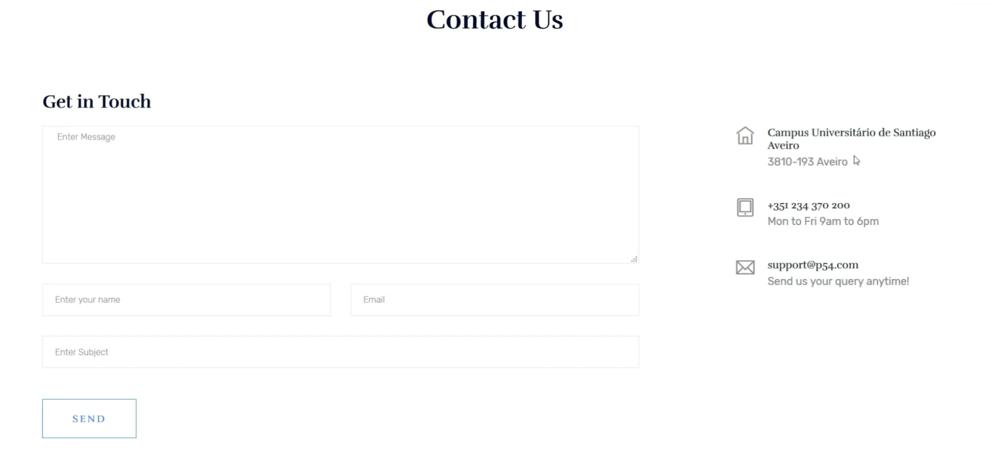 Contact Us
Get in Touch
Enter Message
Enter your name
Email
Enter Subject
SEND
Campus Universitário de Santiago
Aveiro
3810-193 Aveiro
+351 234 370 200
Mon to Fri 9am to 6pm
support@p54.com
Send us your query anytime!